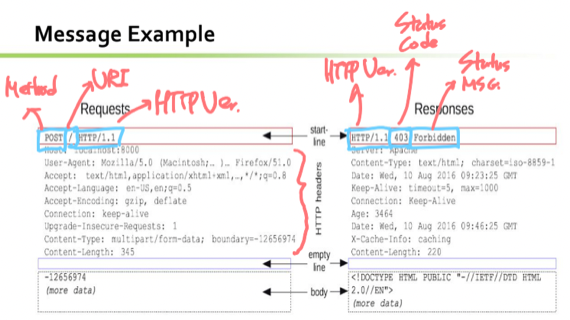 Message Example
Status
Code
Method
URI
HTTP Ver.
HTTP Ver.
Status
MSG.
Requests
Responses
POST / HTTP/1.1
start-
line
HTTP/1.1 403 Forbidden
Host: localhost:8000
User-Agent: Mozilla/5.0 (Macintosh;… )… Firefox/51.0
Accept: text/html,application/xhtml+xml,…,*/*;q=0.8
Accept-Language: en-US,en;q=0.5
Accept-Encoding: gzip, deflate
Connection: keep-alive
Upgrade-Insecure-Requests: 1
Content-Type: multipart/form-data; boundary=-12656974
Content-Length: 345
HTTP headers
Server: Apache
Content-Type: text/html; charset=iso-8859-1
Date: Wed, 10 Aug 2016 09:23:25 GMT
Keep-Alive: timeout=5, max=1000
Connection: Keep-Alive
Age: 3464
Date: Wed, 10 Aug 2016 09:46:25 GMT
X-Cache-Info: caching
Content-Length: 220
empty
line
-12656974
(more data)
body
<!DOCTYPE HTML PUBLIC "-//IETF//DTD HTML
2.0//EN">
(more data)